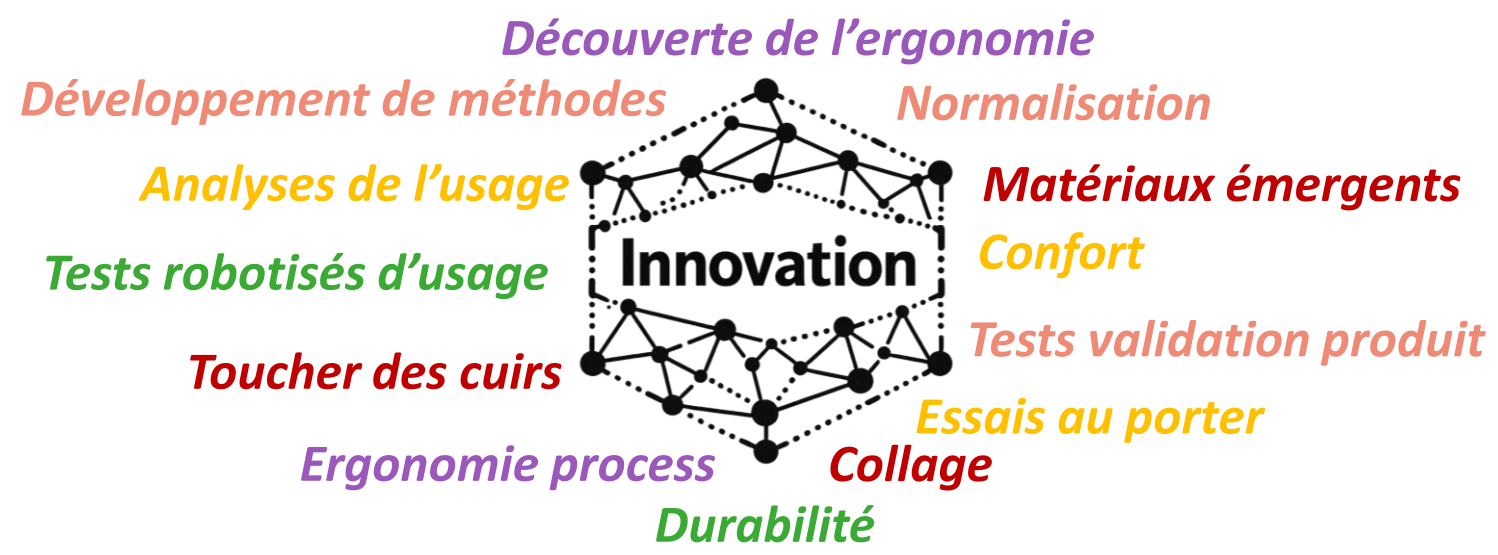 Découverte de l’ergonomie
Développement de méthodes
Normalisation
Analyses de l’usage
Matériaux émergents
Innovation
Confort
Tests robotisés d’usage
Tests validation produit
Toucher des cuirs
Essais au porter
Ergonomie process
Collage
Durabilité